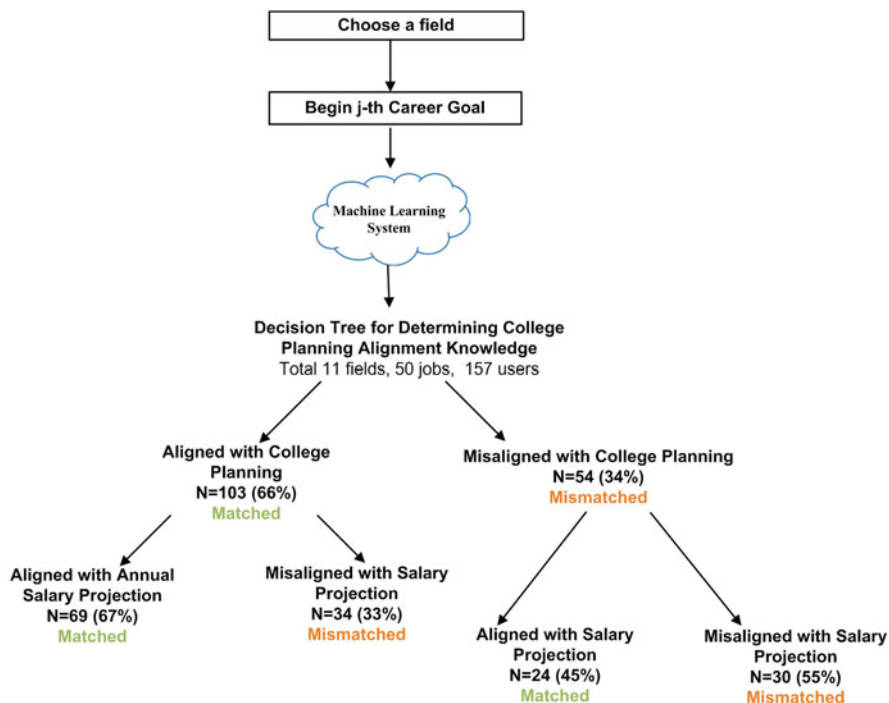 Choose a field
Begin j-th Career Goal
Machine Learning
System
Decision Tree for Determining College
Planning Alignment Knowledge
Total 11 fields, 50 jobs, 157 users
Aligned with College
Planning
N=103 (66%)
Matched
Misaligned with College Planning
N=54 (34%)
Mismatched
Aligned with Annual
Salary Projection
N=69 (67%)
Matched
Misaligned with Salary
Projection
N=34 (33%)
Mismatched
Aligned with Salary
Projection
N=24 (45%)
Matched
Misaligned with Salary
Projection
N=30 (55%)
Mismatched